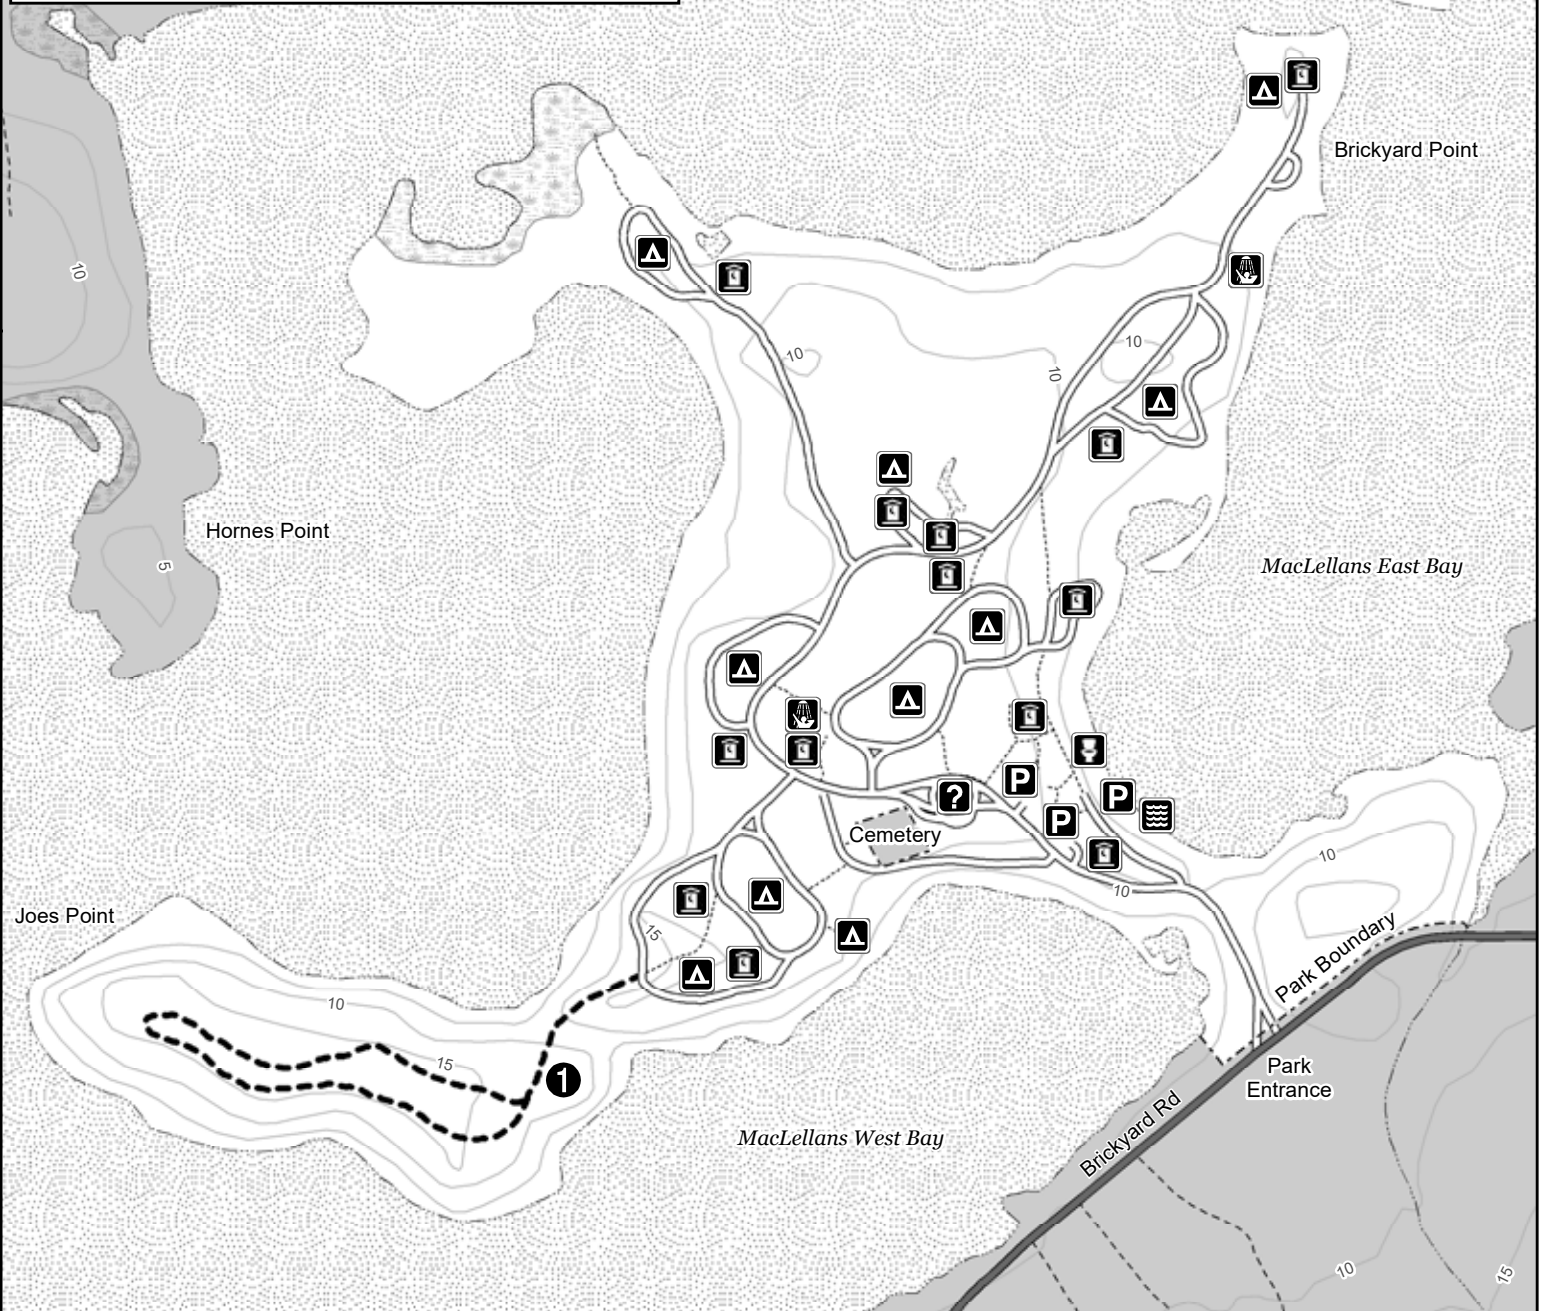 Brickyard Point
10
10
10
10
Hornes Point
5
MacLellans East Bay
P
P
?
P
Cemetery
10
10
Joes Point
15
Park Boundary
10
15
Park
Entrance
1
Brickyard Rd
MacLellans West Bay
10
15